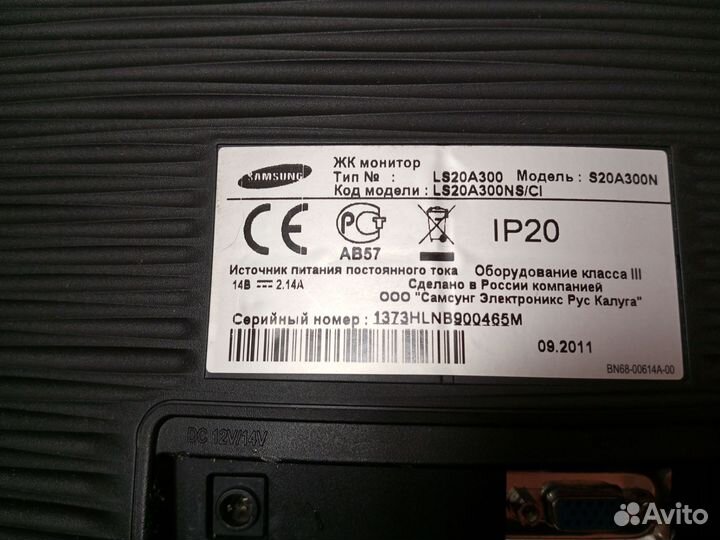 SAMSUNG
ЖК монитор
Тип № : LS20A300 Модель : S20A300N
Код модели : LS20A300NS/CI
CE РСТ IP20
АВ57
Источник питания постоянного тока Оборудование класса III
14В 2.14A Сделано в России компанией
ООО "Самсунг Электроникс Рус Калуга"
Серийный номер : 1373HLNB900465M
09.2011
BN68-00614A-00
DC 12V/14V
Avito